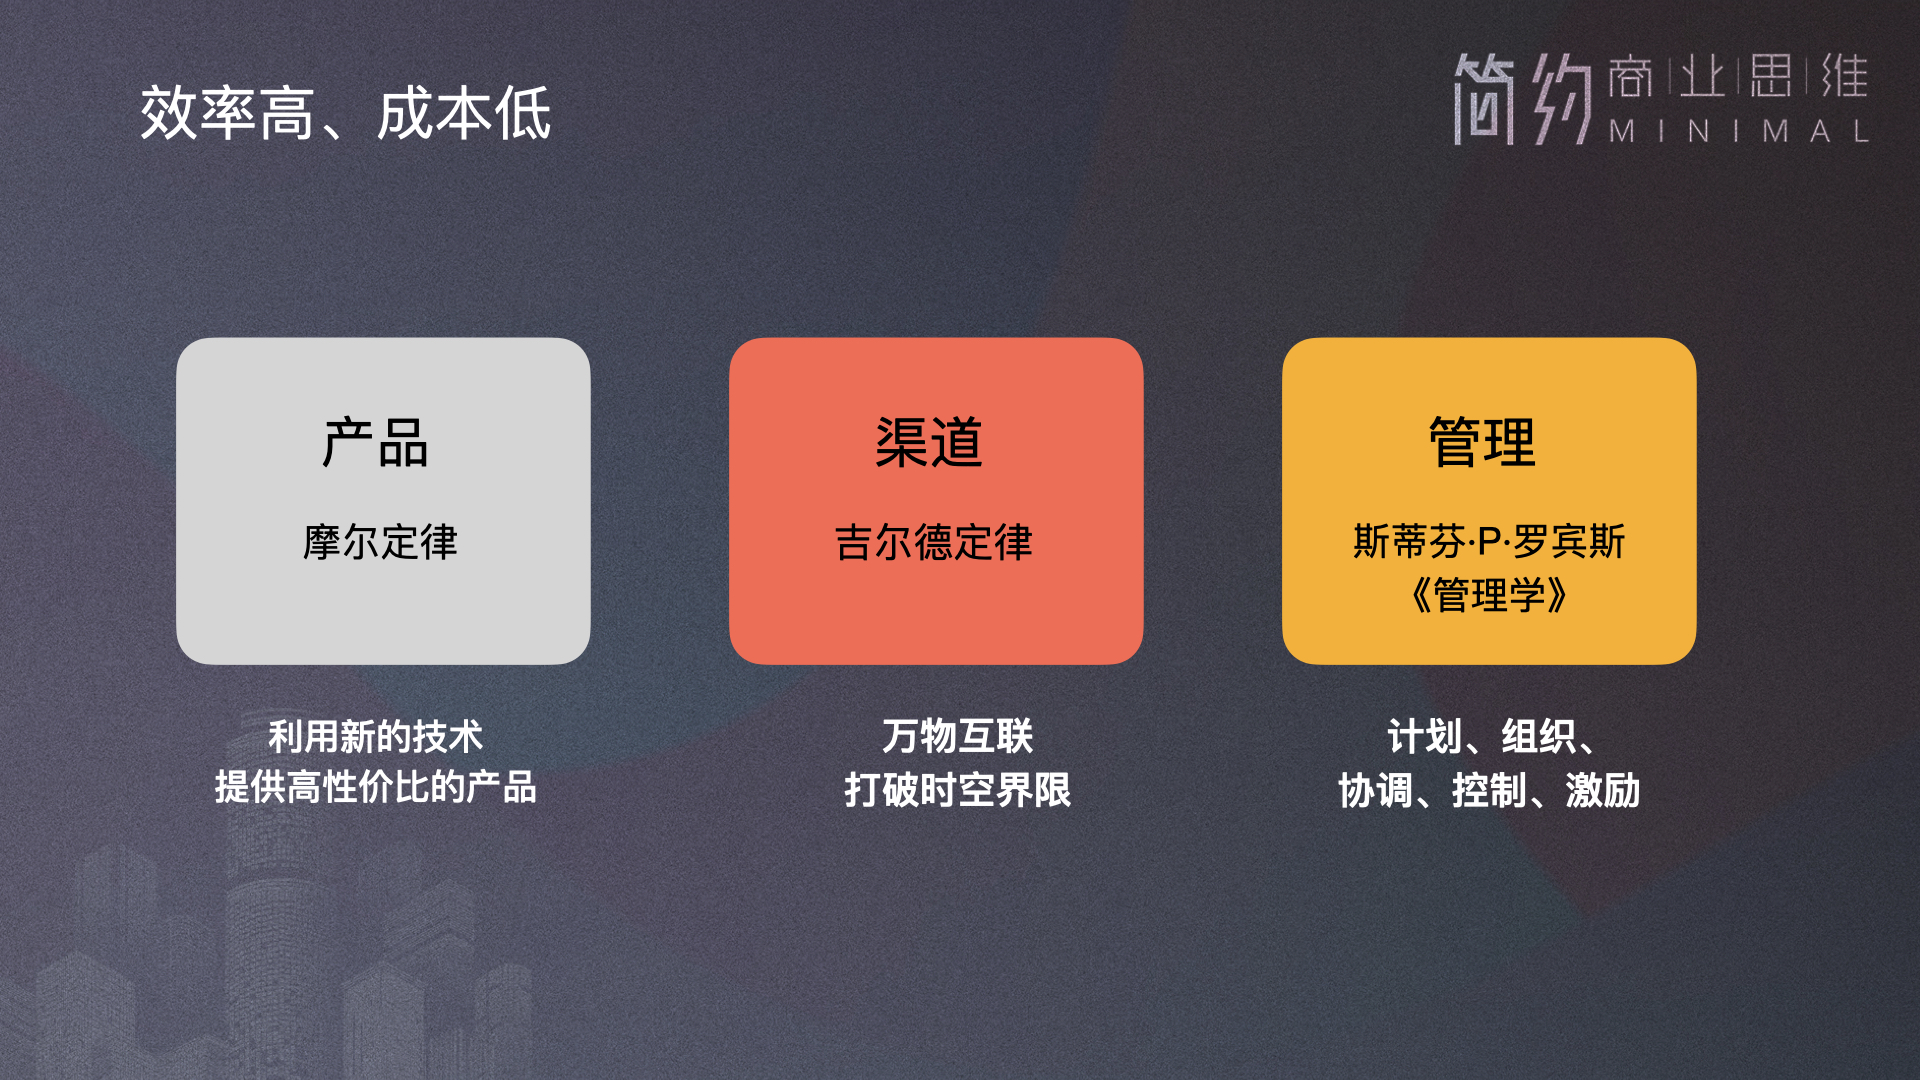 效率高、成本低
简约商业思维
MINIMAL
产品
摩尔定律
利用新的技术
提供高性价比的产品
渠道
吉尔德定律
万物互联
打破时空界限
管理
斯蒂芬·P·罗宾斯
《管理学》
计划、组织、
协调、控制、激励